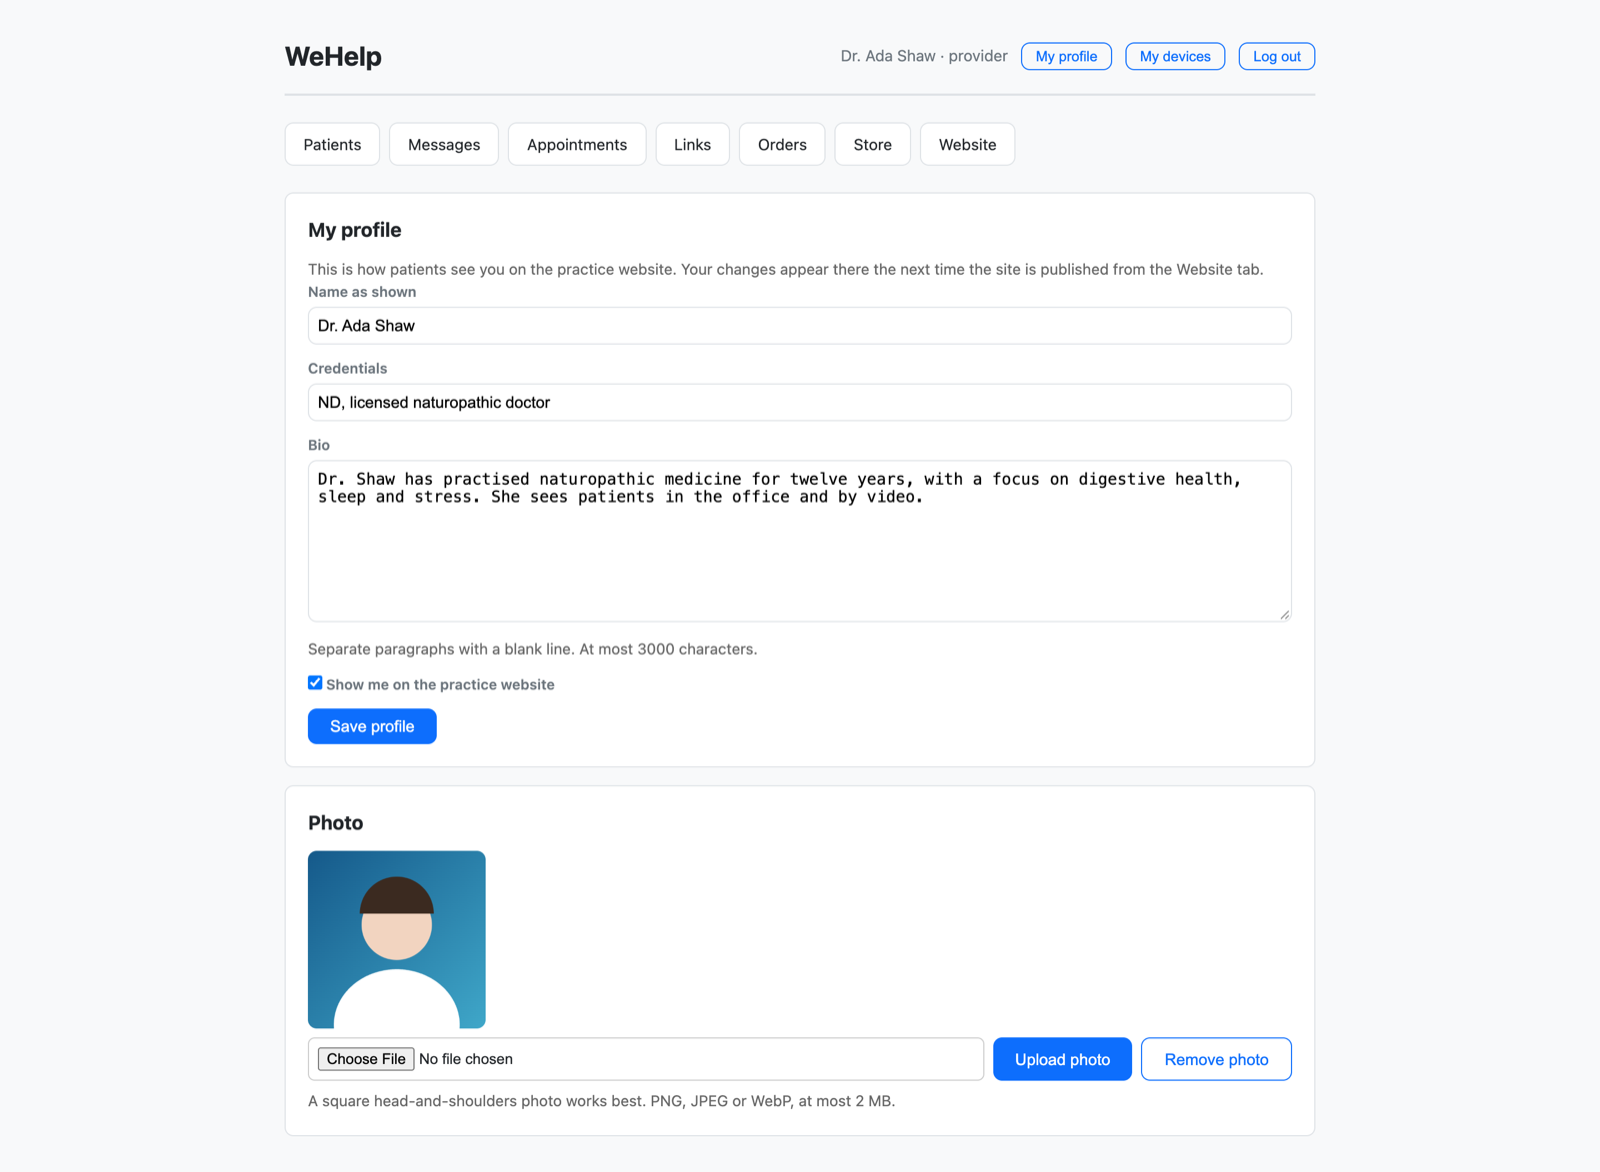 WeHelp
Dr. Ada Shaw · provider
My profile
My devices
Log out
Patients
Messages
Appointments
Links
Orders
Store
Website
My profile
This is how patients see you on the practice website. Your changes appear there the next time the site is published from the Website tab.
Name as shown
Dr. Ada Shaw
Credentials
ND, licensed naturopathic doctor
Bio
Dr. Shaw has practised naturopathic medicine for twelve years, with a focus on digestive health,
sleep and stress. She sees patients in the office and by video.
Separate paragraphs with a blank line. At most 3000 characters.
Show me on the practice website
Save profile
Photo
Choose File No file chosen
Upload photo
Remove photo
A square head-and-shoulders photo works best. PNG, JPEG or WebP, at most 2 MB.